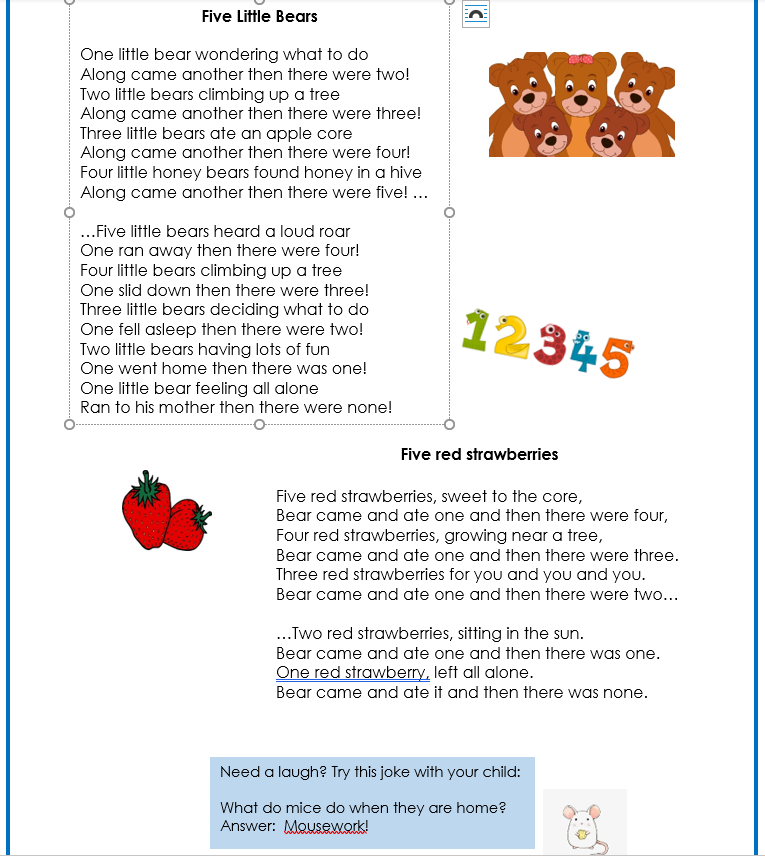 Five Little Bears
One little bear wondering what to do
Along came another then there were two!
Two little bears climbing up a tree
Along came another then there were three!
Three little bears ate an apple core
Along came another then there were four!
Four little honey bears found honey in a hive
Along came another then there were five! …
…Five little bears heard a loud roar
One ran away then there were four!
Four little bears climbing up a tree
One slid down then there were three!
Three little bears deciding what to do
One fell asleep then there were two!
Two little bears having lots of fun
One went home then there was one!
One little bear feeling all alone
Ran to his mother then there were none!
1 2 3 4 5
Five red strawberries
Five red strawberries, sweet to the core,
Bear came and ate one and then there were four,
Four red strawberries, growing near a tree,
Bear came and ate one and then there were three.
Three red strawberries for you and you and you.
Bear came and ate one and then there were two…
…Two red strawberries, sitting in the sun.
Bear came and ate one and then there was one.
One red strawberry, left all alone.
Bear came and ate it and then there was none.
Need a laugh? Try this joke with your child:
What do mice do when they are home?
Answer:  Mousework!